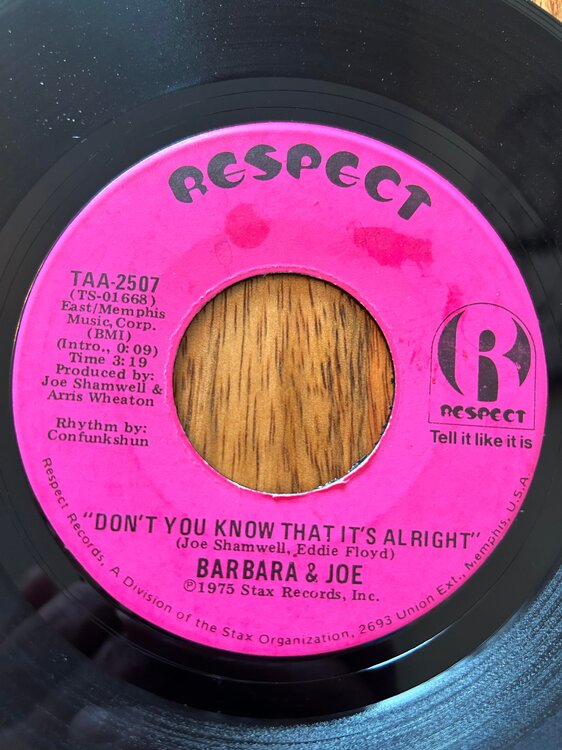 RESPECT
TAA-2507
(TS-01668)
East/Memphis
Music, Corp.
(BMI)
(Intro., 0:09)
Time 3:19
Produced by:
Joe Shamwell &
Arris Wheaton
Rhythm by:
Confunkshun
R
RESPECT
Tell it like it is
"DON'T YOU KNOW THAT IT'S ALRIGHT"
(Joe Shamwell, Eddie Floyd)
BARBARA & JOE
℗1975 Stax Records, Inc.
Respect Records, A Division of the Stax Organization, 2693 Union Ext., Memphis, U.S.A